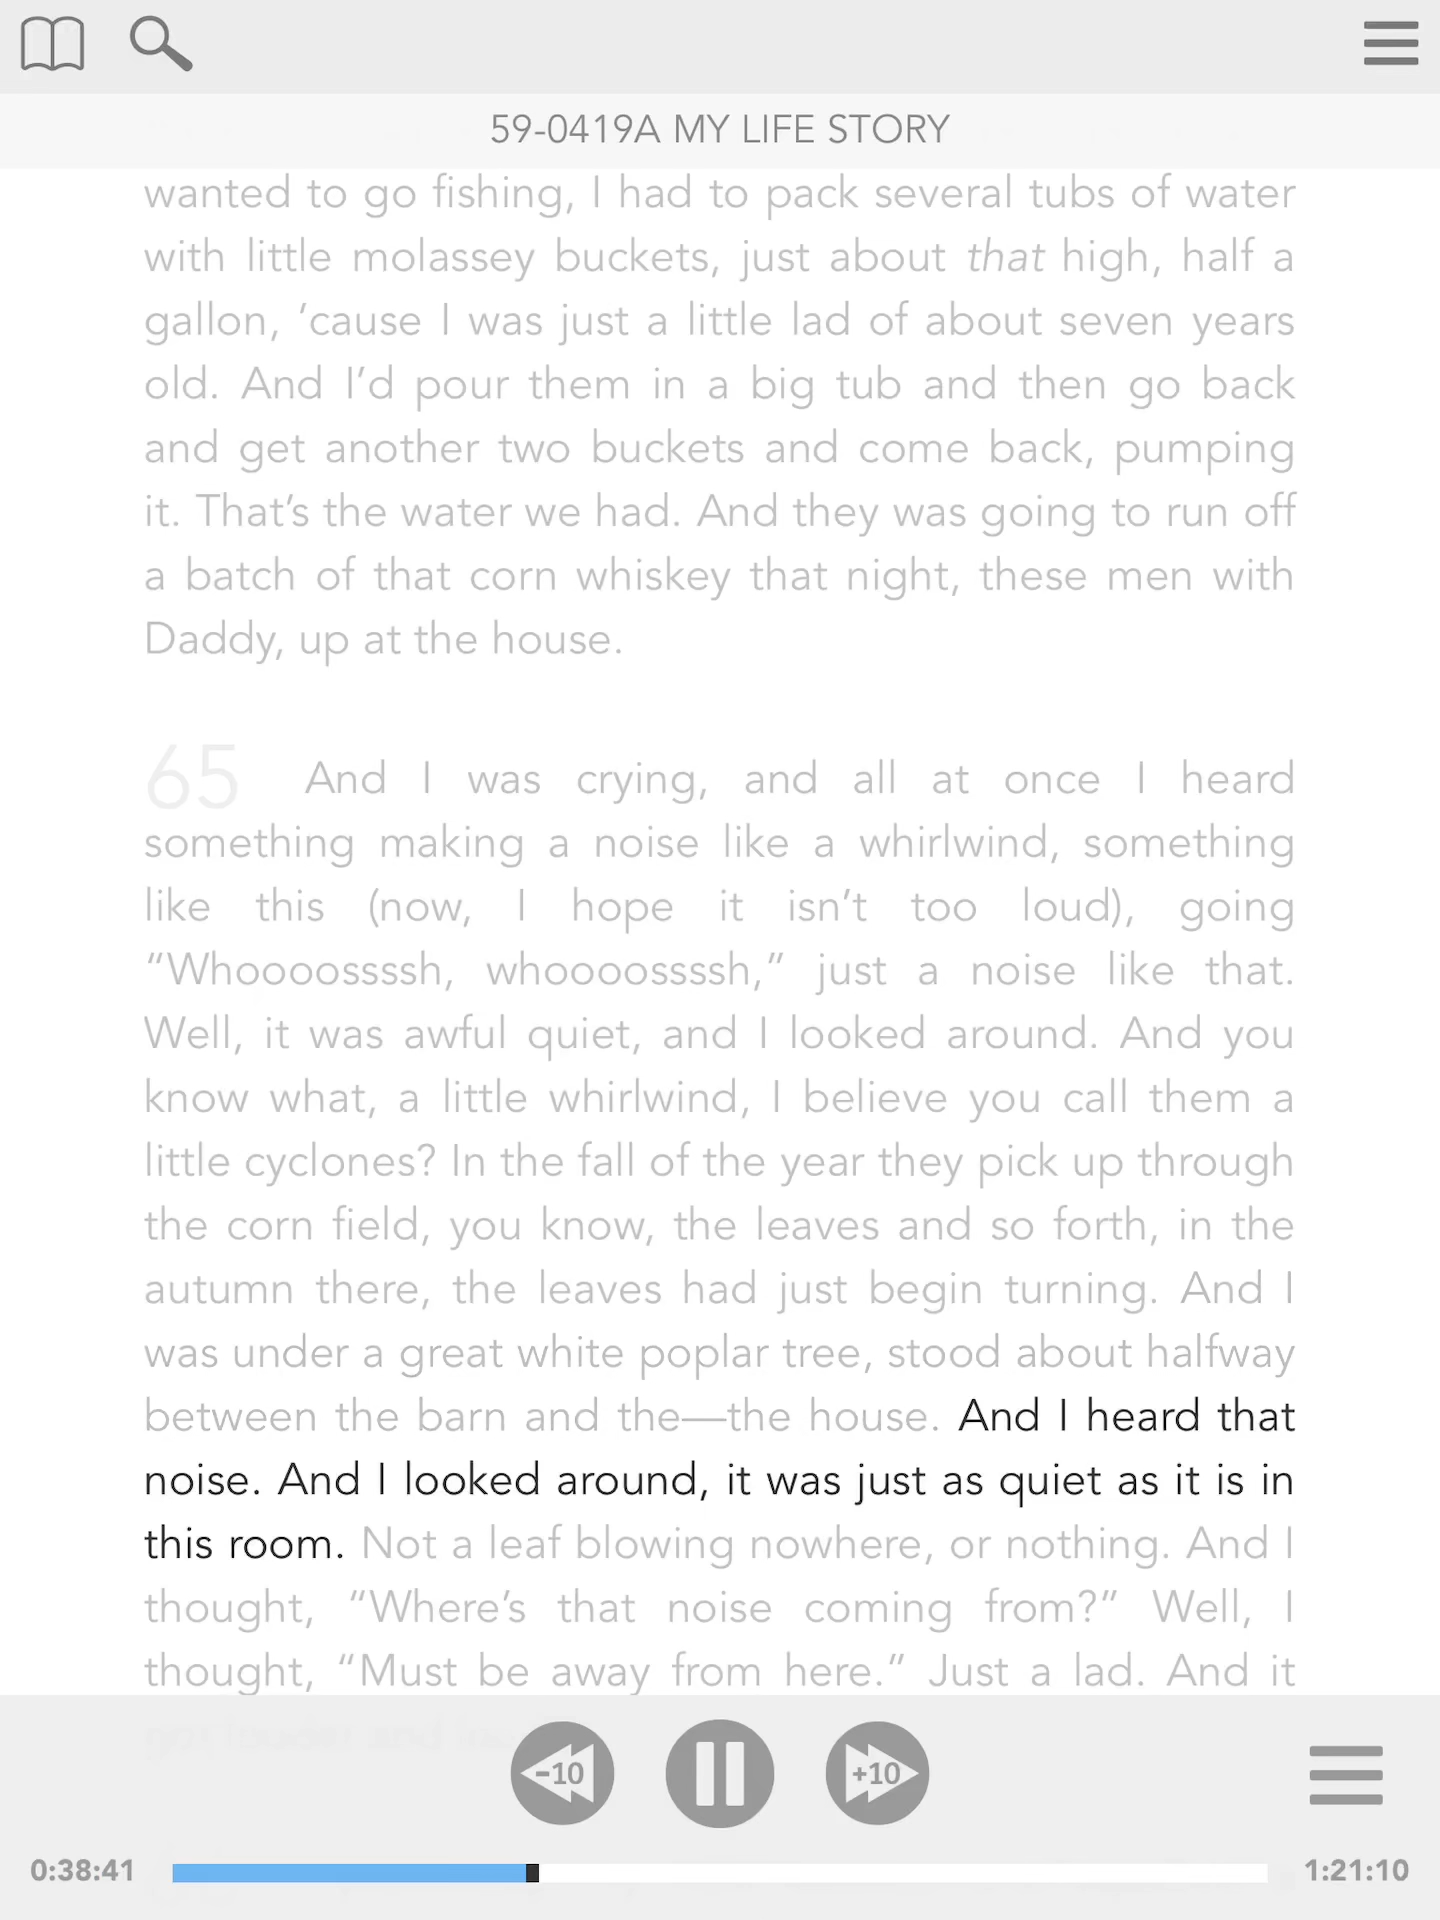 59-0419A MY LIFE STORY
wanted to go fishing, I had to pack several tubs of water
with little molassey buckets, just about that high, half a
gallon, ’cause I was just a little lad of about seven years
old. And I’d pour them in a big tub and then go back
and get another two buckets and come back, pumping
it. That’s the water we had. And they was going to run off
a batch of that corn whiskey that night, these men with
Daddy, up at the house.
65 And I was crying, and all at once I heard
something making a noise like a whirlwind, something
like this (now, I hope it isn’t too loud), going
“Whoooossssh, whoooossssh,” just a noise like that.
Well, it was awful quiet, and I looked around. And you
know what, a little whirlwind, I believe you call them a
little cyclones? In the fall of the year they pick up through
the corn field, you know, the leaves and so forth, in the
autumn there, the leaves had just begin turning. And I
was under a great white poplar tree, stood about halfway
between the barn and the—the house. And I heard that
noise. And I looked around, it was just as quiet as it is in
this room. Not a leaf blowing nowhere, or nothing. And I
thought, “Where’s that noise coming from?” Well, I
thought, “Must be away from here.” Just a lad. And it
-10 +10
0:38:41 1:21:10